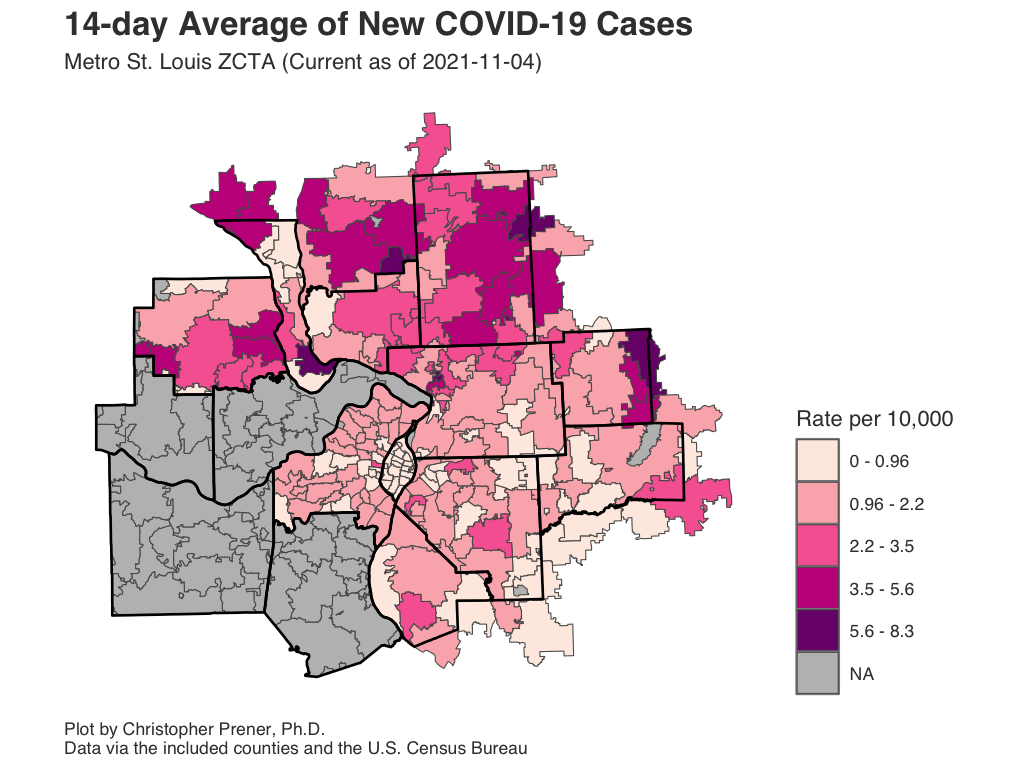 14-day Average of New COVID-19 Cases
Metro St. Louis ZCTA (Current as of 2021-11-04)
Rate per 10,000
0 - 0.96
0.96 - 2.2
2.2 - 3.5
3.5 - 5.6
5.6 - 8.3
NA
Plot by Christopher Prener, Ph.D.
Data via the included counties and the U.S. Census Bureau